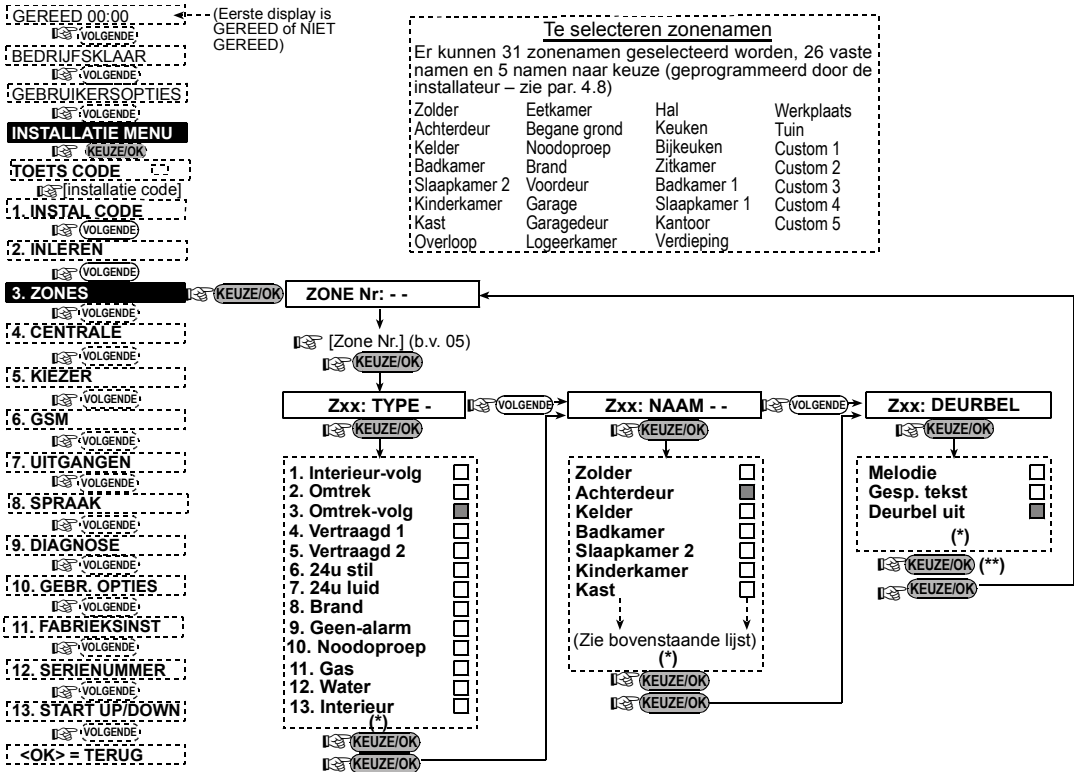 GEREED 00:00
(Eerste display is
GEREED of NIET
GEREED)
VOLGENDE
BEDRIJFSKLAAR
VOLGENDE
GEBRUIKERSOPTIES
VOLGENDE
INSTALLATIE MENU
KEUZE/OK
TOETS CODE
[installatie code]
1. INSTAL CODE
VOLGENDE
2. INLEREN
VOLGENDE
3. ZONES
VOLGENDE
4. CENTRALE
VOLGENDE
5. KIEZER
VOLGENDE
6. GSM
VOLGENDE
7. UITGANGEN
VOLGENDE
8. SPRAAK
VOLGENDE
9. DIAGNOSE
VOLGENDE
10. GEBR. OPTIES
VOLGENDE
11. FABRIEKSINST
VOLGENDE
12. SERIENUMMER
VOLGENDE
13. START UP/DOWN
VOLGENDE
<OK> = TERUG
Te selecteren zonenamen
Er kunnen 31 zonenamen geselecteerd worden, 26 vaste
namen en 5 namen naar keuze (geprogrammeerd door de
installateur – zie par. 4.8)
Zolder Eetkamer Hal Werkplaats
Achterdeur Begane grond Keuken Tuin
Kelder Noodoproep Bijkeuken Custom 1
Badkamer Brand Zitkamer Custom 2
Slaapkamer 2 Voordeur Badkamer 1 Custom 3
Kinderkamer Garage Slaapkamer 1 Custom 4
Kast Garagedeur Kantoor Custom 5
Overloop Logeerkamer Verdieping
KEUZE/OK
ZONE Nr: - -
[Zone Nr.] (b.v. 05)
KEUZE/OK
Zxx: TYPE -
VOLGENDE
Zxx: NAAM - -
VOLGENDE
Zxx: DEURBEL
KEUZE/OK
1. Interieur-volg
2. Omtrek
3. Omtrek-volg
4. Vertraagd 1
5. Vertraagd 2
6. 24u stil
7. 24u luid
8. Brand
9. Geen-alarm
10. Noodoproep
11. Gas
12. Water
13. Interieur
(*)
KEUZE/OK
KEUZE/OK
KEUZE/OK
Zolder
Achterdeur
Kelder
Badkamer
Slaapkamer 2
Kinderkamer
Kast
(Zie bovenstaande lijst)
(*)
KEUZE/OK
KEUZE/OK
KEUZE/OK
Melodie
Gesp. tekst
Deurbel uit
(*)
KEUZE/OK (**)
KEUZE/OK